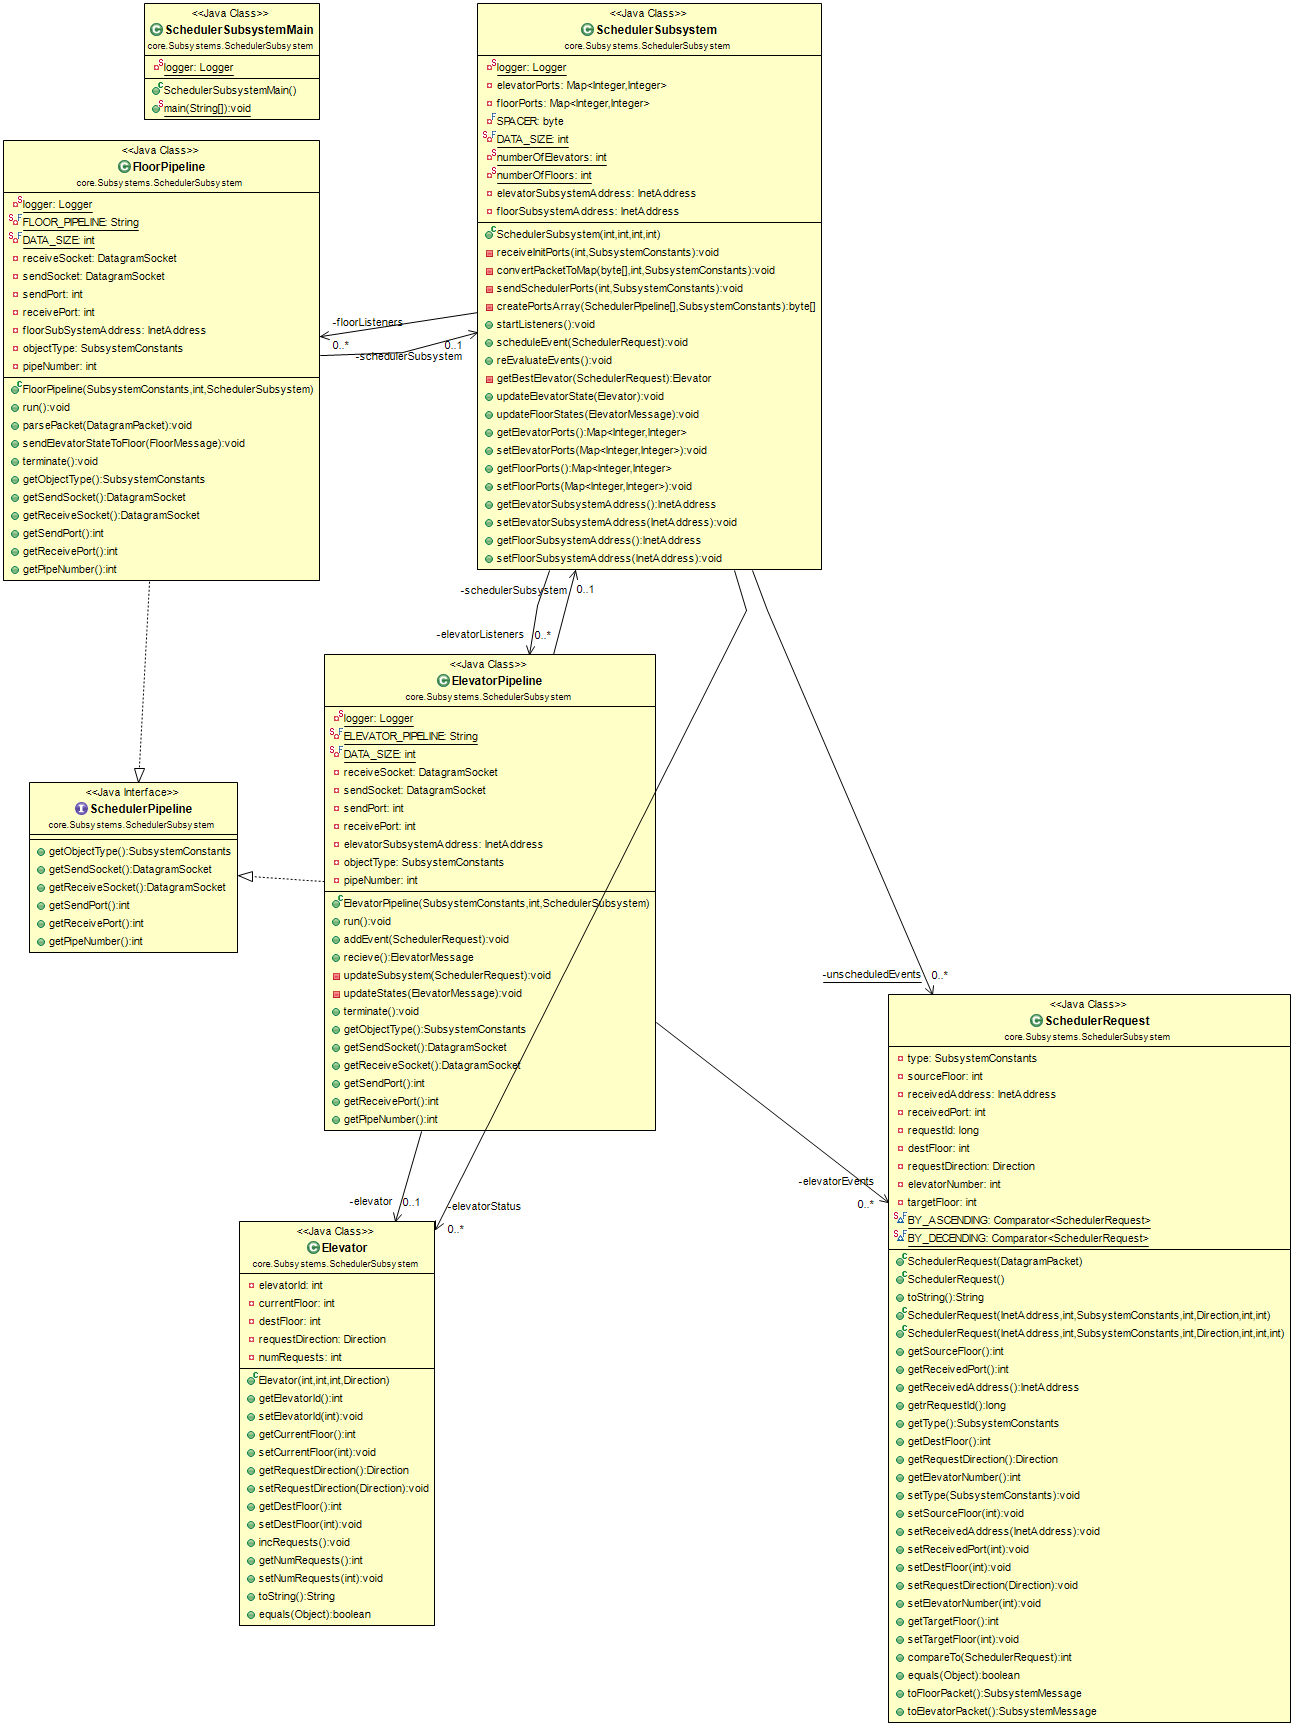 <<Java Class>>
SchedulerSubsystemMain
core.Subsystems.SchedulerSubsystem
logger: Logger
SchedulerSubsystemMain()
main(String[]):void
<<Java Class>>
SchedulerSubsystem
core.Subsystems.SchedulerSubsystem
logger: Logger
elevatorPorts: Map<Integer,Integer>
floorPorts: Map<Integer,Integer>
SPACER: byte
DATA_SIZE: int
numberOfElevators: int
numberOfFloors: int
elevatorSubsystemAddress: InetAddress
floorSubsystemAddress: InetAddress
SchedulerSubsystem(int,int,int,int)
receiveInitPorts(int,SubsystemConstants):void
convertPacketToMap(byte[],int,SubsystemConstants):void
sendSchedulerPorts(int,SubsystemConstants):void
createPortsArray(SchedulerPipeline[],SubsystemConstants):byte[]
startListeners():void
scheduleEvent(SchedulerRequest):void
reEvaluateEvents():void
getBestElevator(SchedulerRequest):Elevator
updateElevatorState(Elevator):void
updateFloorStates(ElevatorMessage):void
getElevatorPorts():Map<Integer,Integer>
setElevatorPorts(Map<Integer,Integer>):void
getFloorPorts():Map<Integer,Integer>
setFloorPorts(Map<Integer,Integer>):void
getElevatorSubsystemAddress():InetAddress
setElevatorSubsystemAddress(InetAddress):void
getFloorSubsystemAddress():InetAddress
setFloorSubsystemAddress(InetAddress):void
<<Java Class>>
FloorPipeline
core.Subsystems.SchedulerSubsystem
logger: Logger
FLOOR_PIPELINE: String
DATA_SIZE: int
receiveSocket: DatagramSocket
sendSocket: DatagramSocket
sendPort: int
receivePort: int
floorSubSystemAddress: InetAddress
objectType: SubsystemConstants
pipeNumber: int
FloorPipeline(SubsystemConstants,int,SchedulerSubsystem)
run():void
parsePacket(DatagramPacket):void
sendElevatorStateToFloor(FloorMessage):void
terminate():void
getObjectType():SubsystemConstants
getSendSocket():DatagramSocket
getReceiveSocket():DatagramSocket
getSendPort():int
getReceivePort():int
getPipeNumber():int
-floorListeners
0..*
0..1
-schedulerSubsystem
-schedulerSubsystem
0..1
-elevatorListeners
0..*
<<Java Class>>
ElevatorPipeline
core.Subsystems.SchedulerSubsystem
logger: Logger
ELEVATOR_PIPELINE: String
DATA_SIZE: int
receiveSocket: DatagramSocket
sendSocket: DatagramSocket
sendPort: int
receivePort: int
elevatorSubsystemAddress: InetAddress
objectType: SubsystemConstants
pipeNumber: int
ElevatorPipeline(SubsystemConstants,int,SchedulerSubsystem)
run():void
addEvent(SchedulerRequest):void
recieve():ElevatorMessage
updateSubsystem(SchedulerRequest):void
updateStates(ElevatorMessage):void
terminate():void
getObjectType():SubsystemConstants
getSendSocket():DatagramSocket
getReceiveSocket():DatagramSocket
getSendPort():int
getReceivePort():int
getPipeNumber():int
<<Java Interface>>
SchedulerPipeline
core.Subsystems.SchedulerSubsystem
getObjectType():SubsystemConstants
getSendSocket():DatagramSocket
getReceiveSocket():DatagramSocket
getSendPort():int
getReceivePort():int
getPipeNumber():int
-unscheduledEvents
0..*
<<Java Class>>
SchedulerRequest
core.Subsystems.SchedulerSubsystem
type: SubsystemConstants
sourceFloor: int
receivedAddress: InetAddress
receivedPort: int
requestId: long
destFloor: int
requestDirection: Direction
elevatorNumber: int
targetFloor: int
BY_ASCENDING: Comparator<SchedulerRequest>
BY_DECENDING: Comparator<SchedulerRequest>
SchedulerRequest(DatagramPacket)
SchedulerRequest()
toString():String
SchedulerRequest(InetAddress,int,SubsystemConstants,int,Direction,int,int)
SchedulerRequest(InetAddress,int,SubsystemConstants,int,Direction,int,int,int)
getSourceFloor():int
getReceivedPort():int
getReceivedAddress():InetAddress
getrRequestId():long
getType():SubsystemConstants
getDestFloor():int
getRequestDirection():Direction
getElevatorNumber():int
setType(SubsystemConstants):void
setSourceFloor(int):void
setReceivedAddress(InetAddress):void
setReceivedPort(int):void
setDestFloor(int):void
setRequestDirection(Direction):void
setElevatorNumber(int):void
getTargetFloor():int
setTargetFloor(int):void
compareTo(SchedulerRequest):int
equals(Object):boolean
toFloorPacket():SubsystemMessage
toElevatorPacket():SubsystemMessage
-elevatorEvents
0..*
-elevator
0..1
-elevatorStatus
0..*
<<Java Class>>
Elevator
core.Subsystems.SchedulerSubsystem
elevatorId: int
currentFloor: int
destFloor: int
requestDirection: Direction
numRequests: int
Elevator(int,int,int,Direction)
getElevatorId():int
setElevatorId(int):void
getCurrentFloor():int
setCurrentFloor(int):void
getRequestDirection():Direction
setRequestDirection(Direction):void
getDestFloor():int
setDestFloor(int):void
incRequests():void
getNumRequests():int
setNumRequests(int):void
toString():String
equals(Object):boolean